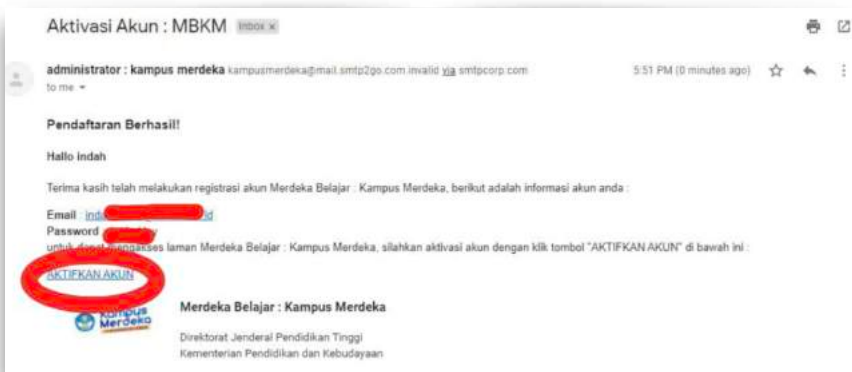 Aktivasi Akun : MBKM Inbox x
administrator : kampus merdeka kampusmerdeka@mail.smtp2go.com.invalid via smtpcorp.com 5:51 PM (0 minutes ago)
to me
Pendaftaran Berhasil!
Hallo indah
Terima kasih telah melakukan registrasi akun Merdeka Belajar : Kampus Merdeka, berikut adalah informasi akun anda :
Email :
Password
untuk dapat mengakses laman Merdeka Belajar : Kampus Merdeka, silahkan aktivasi akun dengan klik tombol "AKTIFKAN AKUN" di bawah ini :
AKTIFKAN AKUN
Kampus
Merdeka
Merdeka Belajar : Kampus Merdeka
Direktorat Jenderal Pendidikan Tinggi
Kementerian Pendidikan dan Kebudayaan